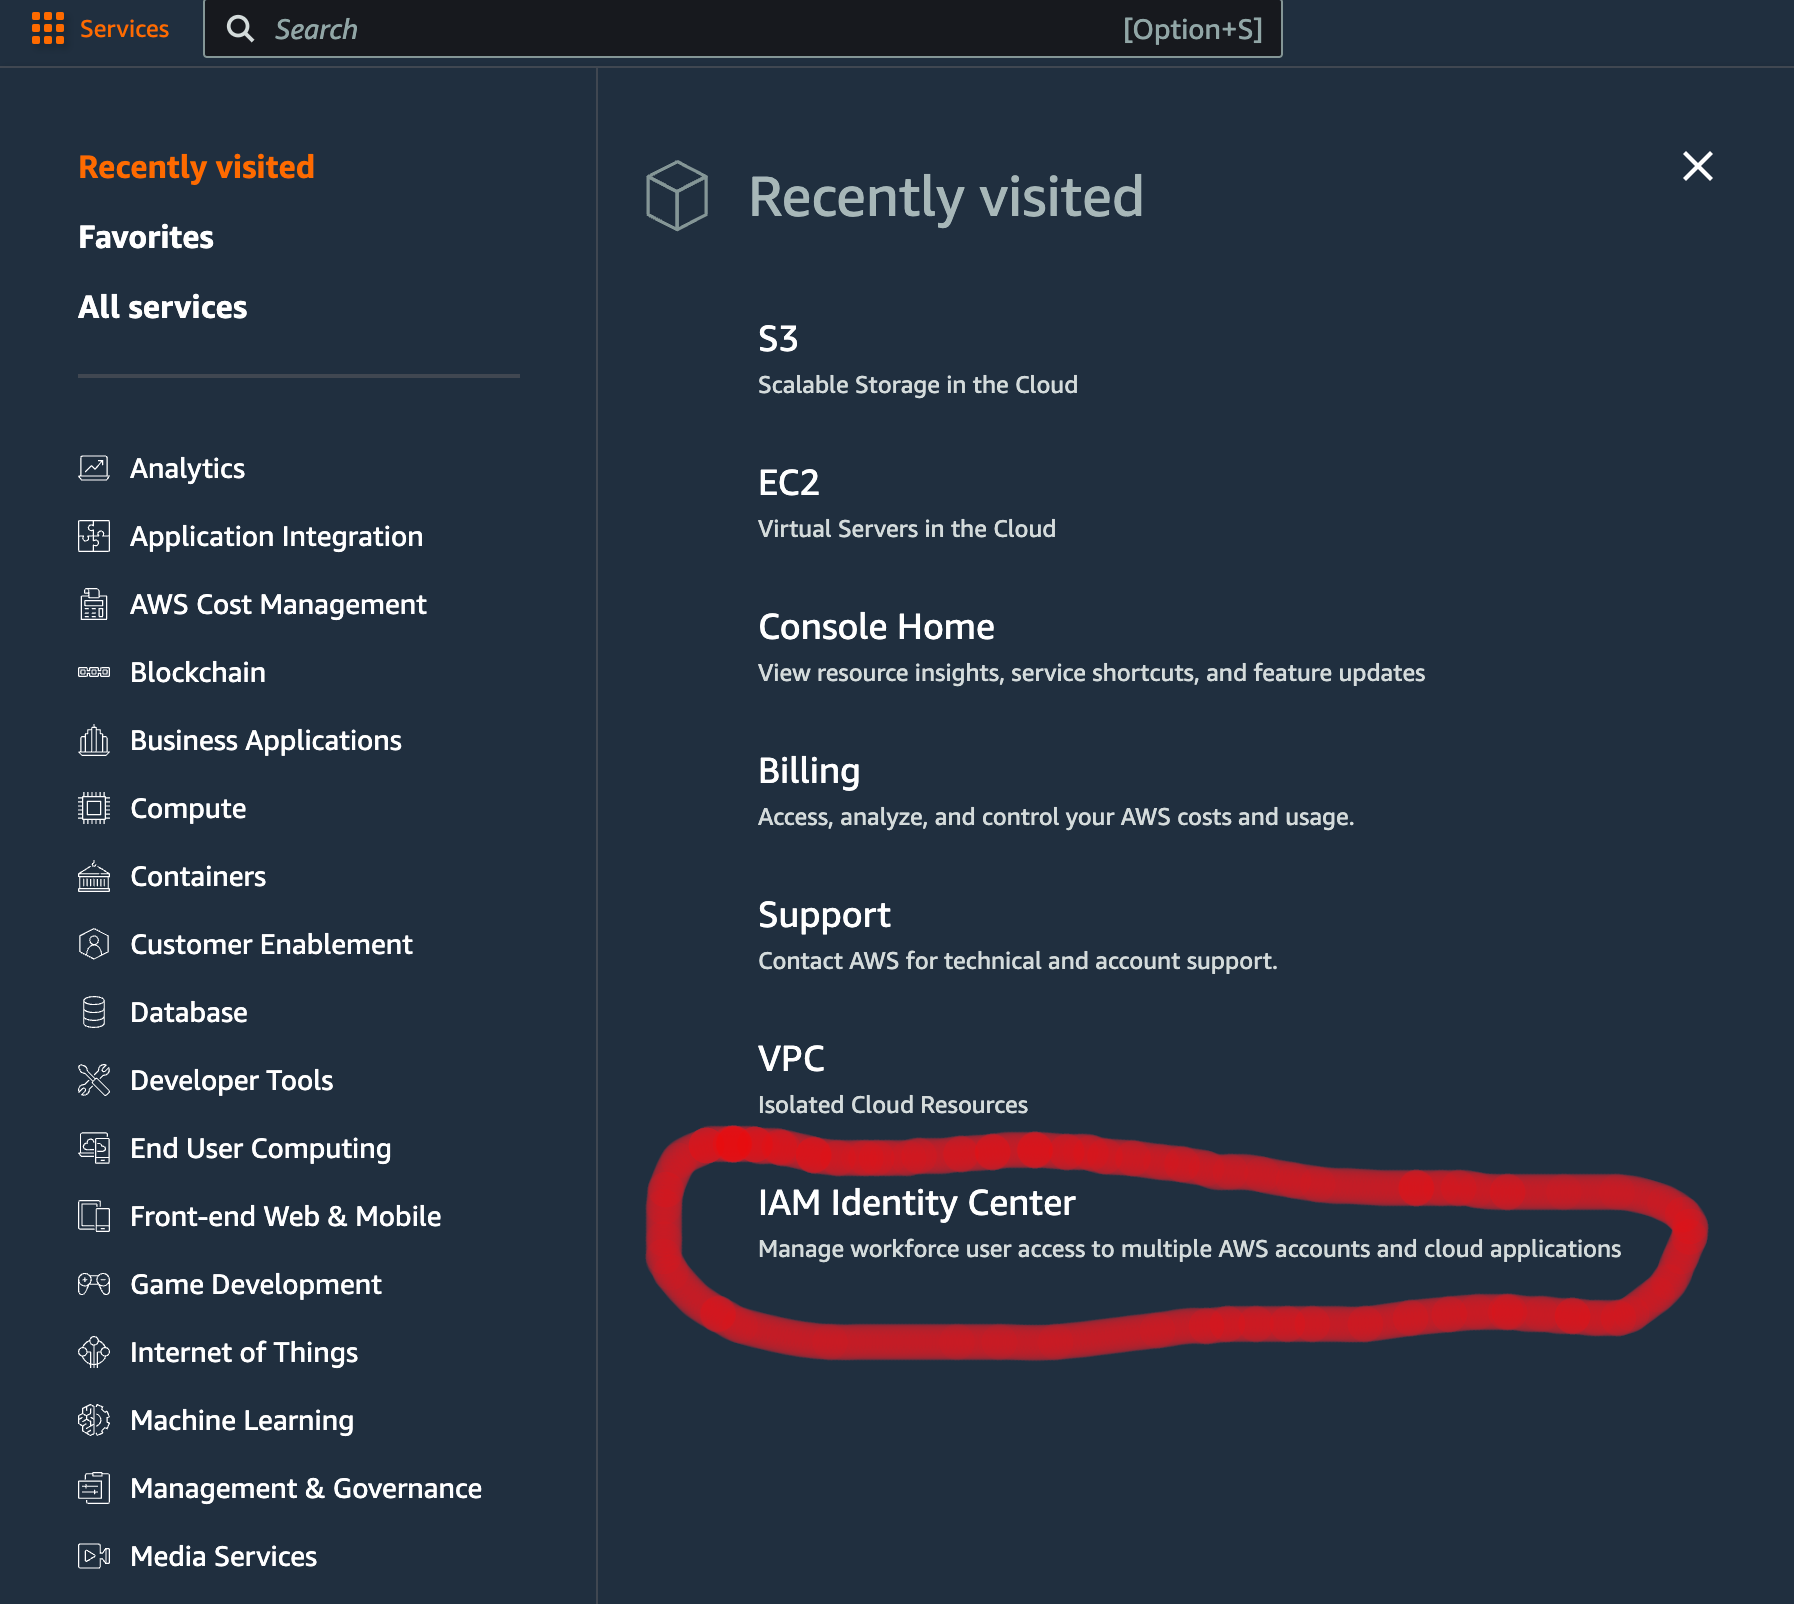 Services
Search [Option+S]
Recently visited
Favorites
All services
Analytics
Application Integration
AWS Cost Management
Blockchain
Business Applications
Compute
Containers
Customer Enablement
Database
Developer Tools
End User Computing
Front-end Web & Mobile
Game Development
Internet of Things
Machine Learning
Management & Governance
Media Services
Recently visited
S3
Scalable Storage in the Cloud
EC2
Virtual Servers in the Cloud
Console Home
View resource insights, service shortcuts, and feature updates
Billing
Access, analyze, and control your AWS costs and usage.
Support
Contact AWS for technical and account support.
VPC
Isolated Cloud Resources
IAM Identity Center
Manage workforce user access to multiple AWS accounts and cloud applications